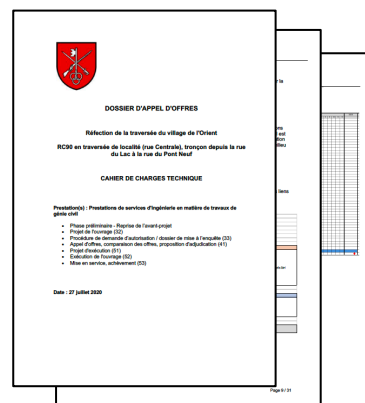 DOSSIER D'APPEL D'OFFRES
Réfection de la traversée du village de l'Orient
RC90 en traversée de localité (rue Centrale), tronçon depuis la rue
du Lac à la rue du Pont Neuf
CAHIER DE CHARGES TECHNIQUE
Prestation(s) : Prestations de services d'ingénierie en matière de travaux de
génie civil
• Phase préliminaire - Reprise de l'avant-projet
• Projet de l'ouvrage (32)
• Procédure de demande d'autorisation / dossier de mise à l'enquête (33)
• Appel d'offres, comparaison des offres, proposition d'adjudication (41)
• Projet d'exécution (51)
• Exécution de l'ouvrage (52)
• Mise en service, achèvement (53)
Date : 27 juillet 2020
r la
est
liens
Page 9 / 31